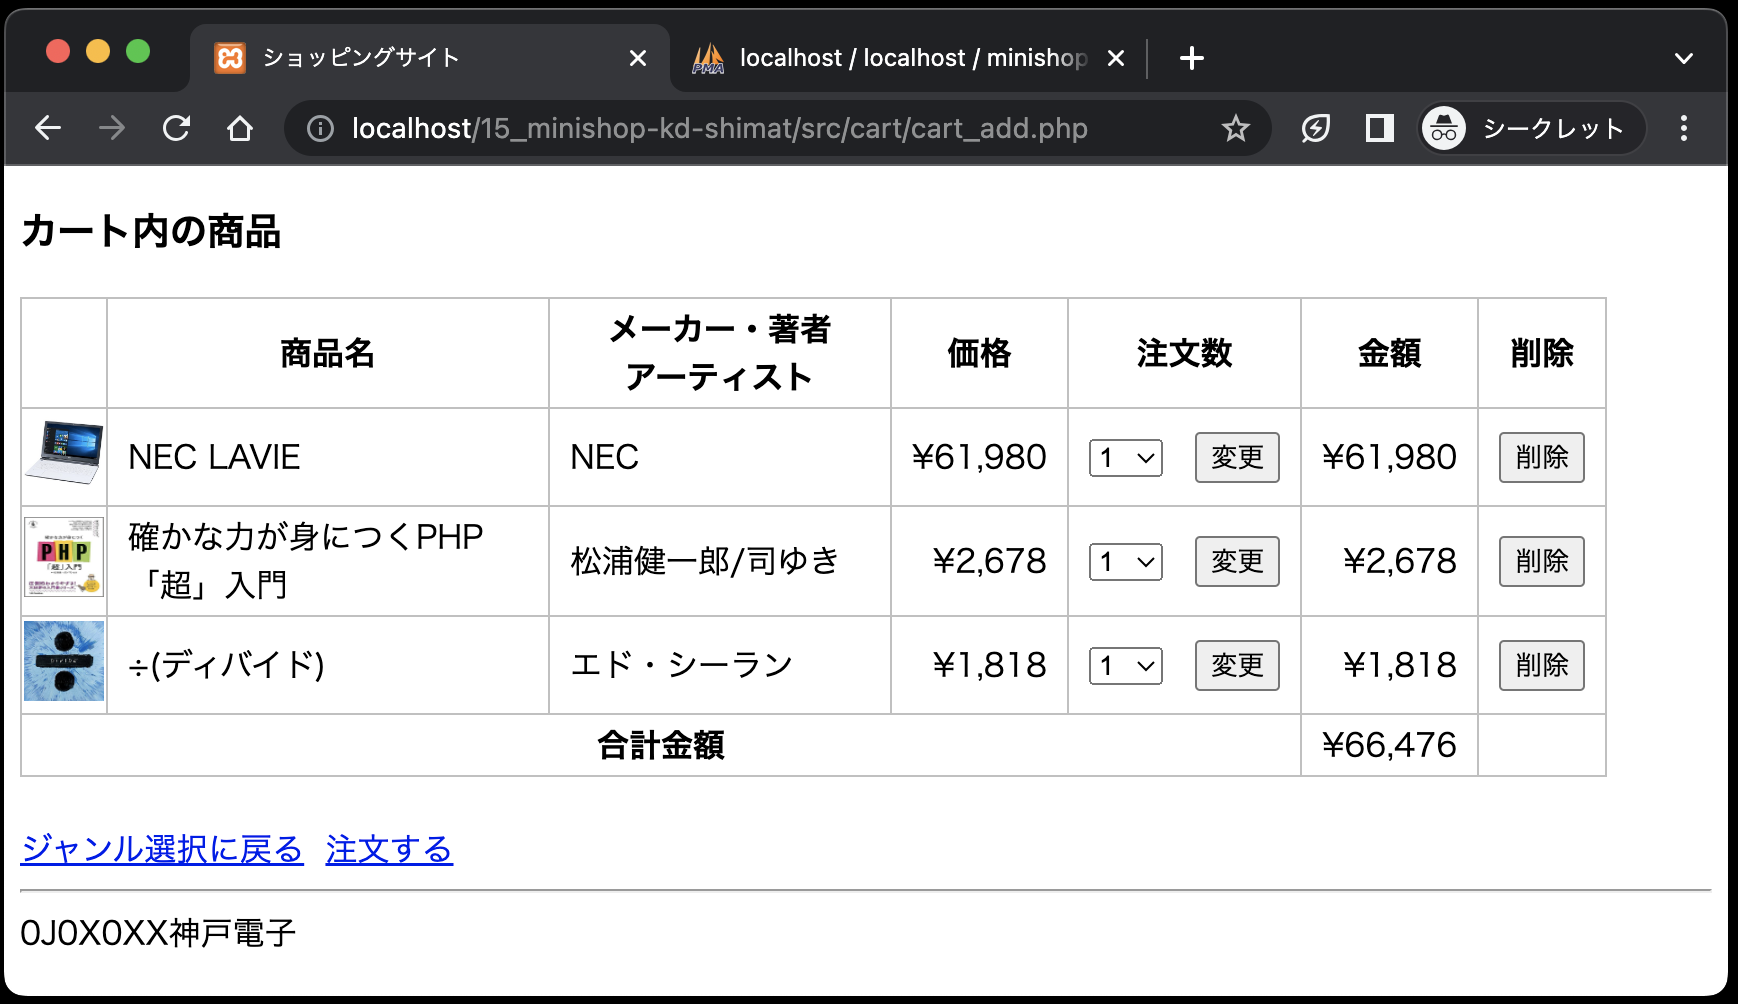 ショッピングサイト
PMA
localhost / localhost / minishop
localhost/15_minishop-kd-shimat/src/cart/cart_add.php
シークレット
カート内の商品
商品名
メーカー・著者
アーティスト
価格
注文数
金額
削除
NEC LAVIE
NEC
¥61,980
1
変更
¥61,980
削除
PHP
「超」入門
確かな力が身につくPHP
「超」入門
松浦健一郎/司ゆき
¥2,678
1
変更
¥2,678
削除
÷(ディバイド)
エド・シーラン
¥1,818
1
変更
¥1,818
削除
合計金額
¥66,476
ジャンル選択に戻る 注文する
0J0X0XX神戸電子